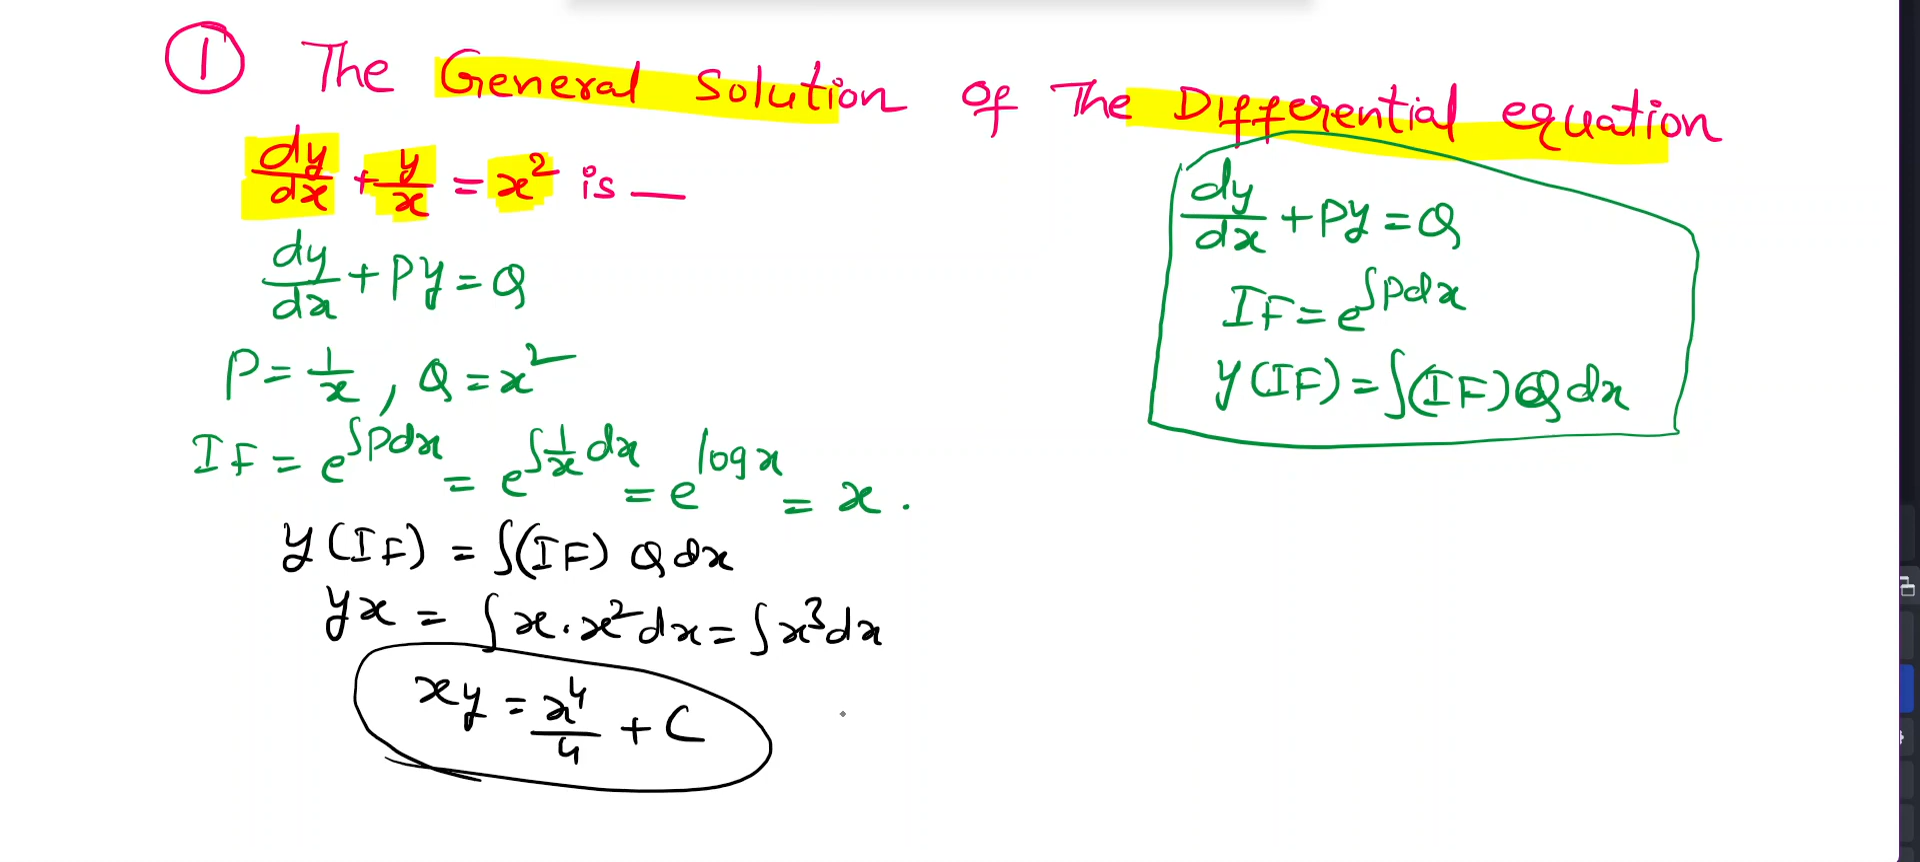 ① The General Solution of The Differential equation
dy/dx + y/x = x² is —
dy/dx + Py = Q
P = 1/x , Q = x²
IF = e^∫Pdx = e^∫1/x dx = e^log x = x .
y (IF) = ∫(IF) Q dx
yx = ∫ x . x² dx = ∫ x³ dx
xy = x⁴/4 + C
dy/dx + Py = Q
IF = e^∫Pdx
y (IF) = ∫(IF) Q dx